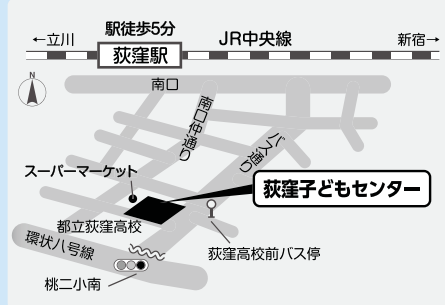 駅徒歩5分
←立川
荻窪駅
JR中央線
新宿→
N
南口
南口仲通り
バス通り
スーパーマーケット
荻窪子どもセンター
都立荻窪高校
環状八号線
荻窪高校前バス停
桃二小南